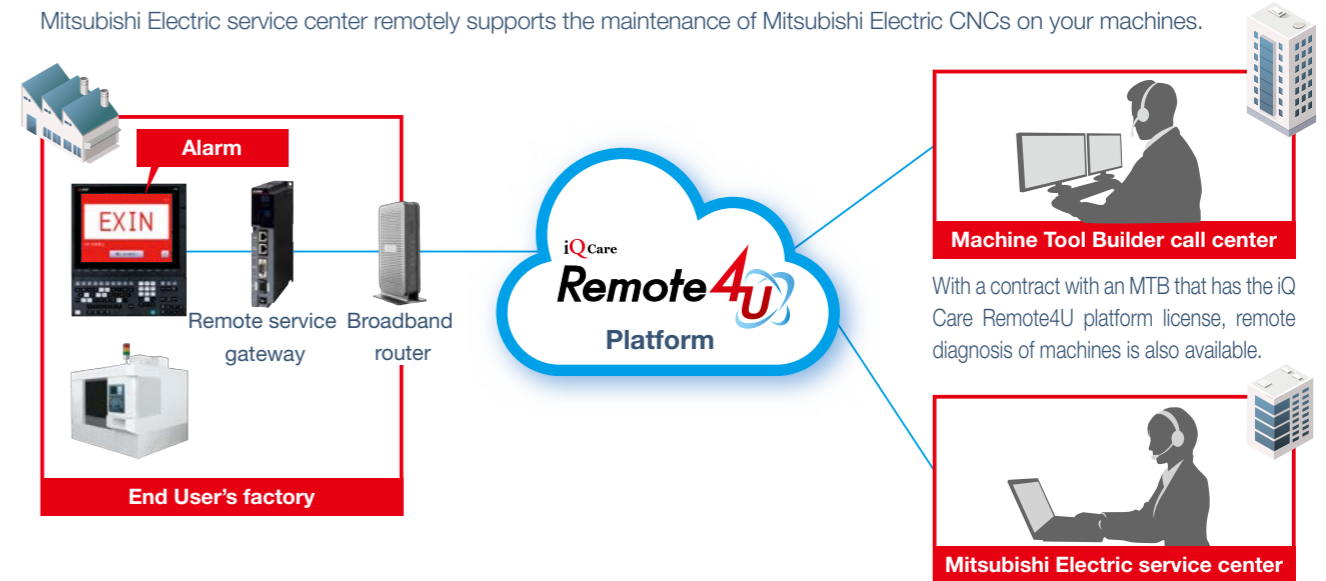 Mitsubishi Electric service center remotely supports the maintenance of Mitsubishi Electric CNCs on your machines.
Alarm
EXIN
Remote service
gateway
Broadband
router
End User's factory
iQ Care
Remote4U
Platform
Machine Tool Builder call center
With a contract with an MTB that has the iQ
Care Remote4U platform license, remote
diagnosis of machines is also available.
Mitsubishi Electric service center